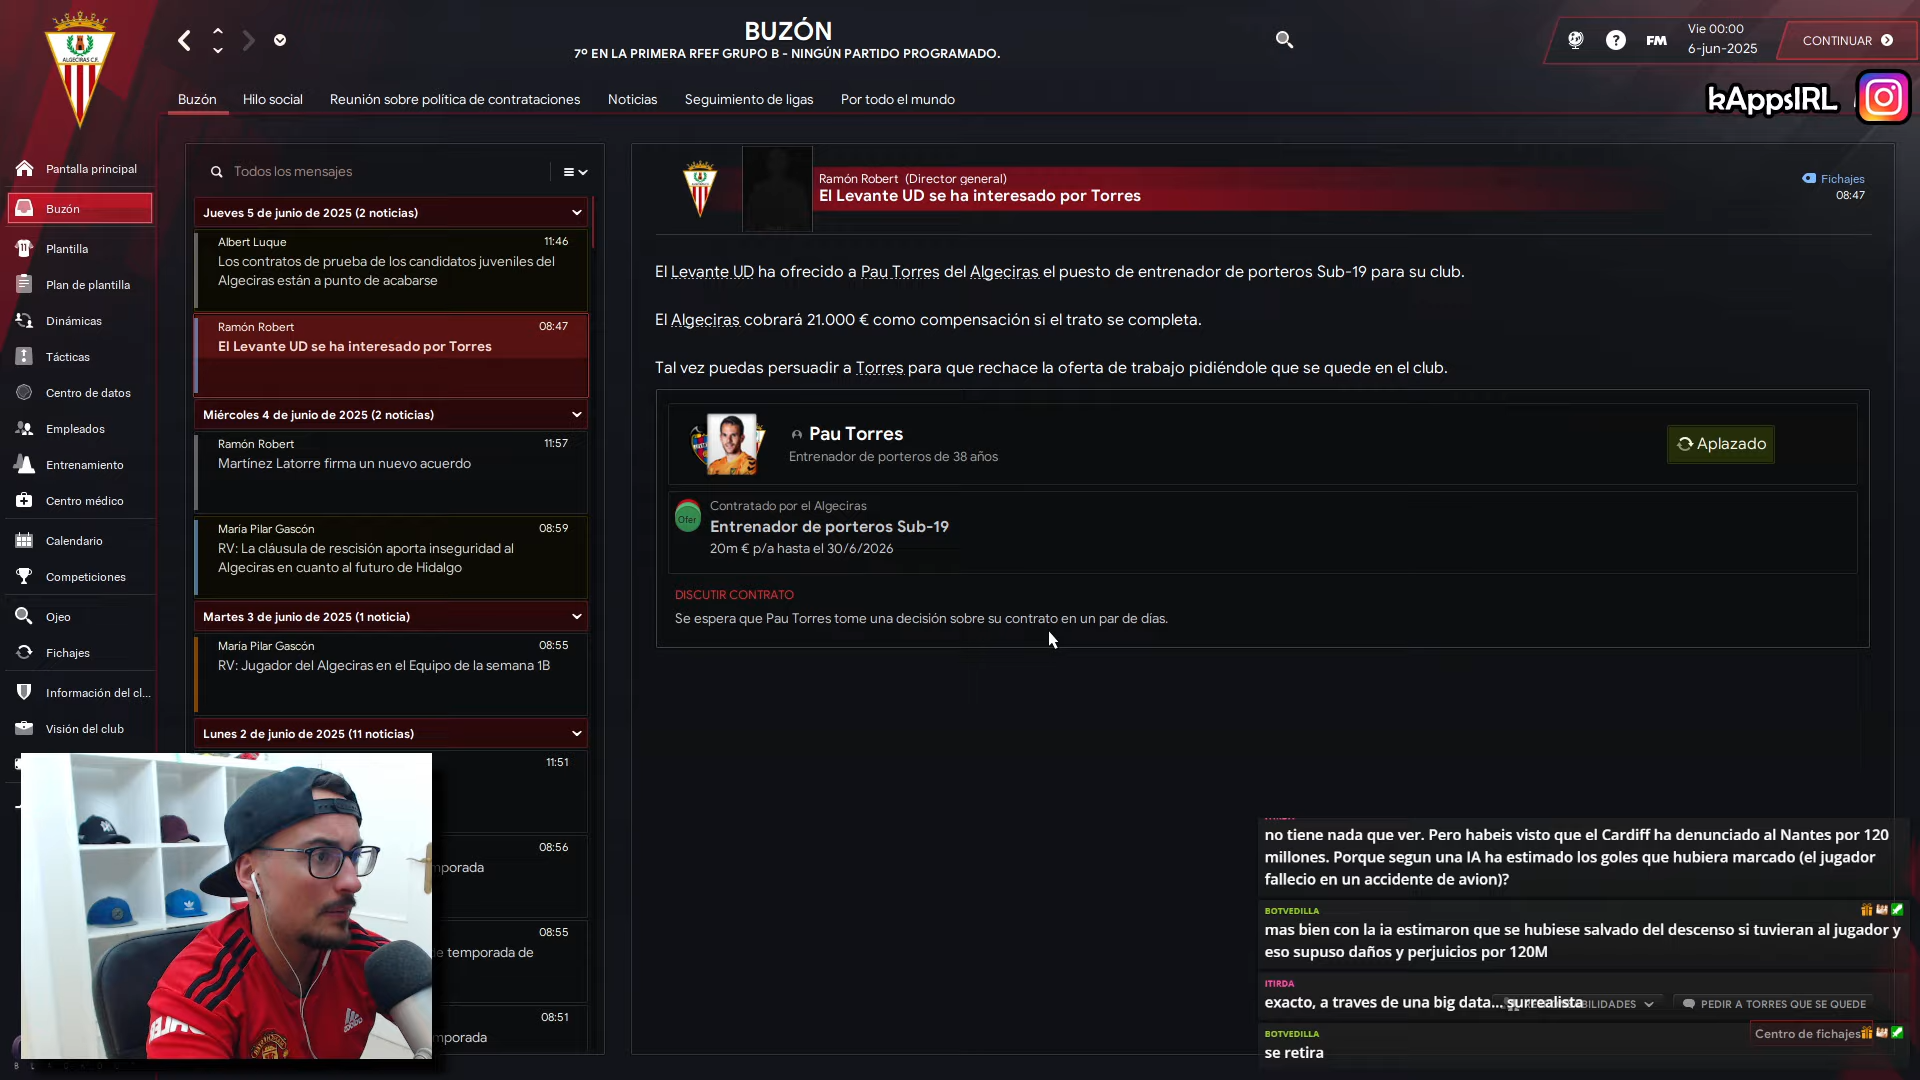 BUZÓN
7º EN LA PRIMERA RFEF GRUPO B - NINGÚN PARTIDO PROGRAMADO.
FM
Vie 00:00
6-jun-2025
CONTINUAR
ALGECIRAS C.F.
Buzón
Hilo social
Reunión sobre política de contrataciones
Noticias
Seguimiento de ligas
Por todo el mundo
kAppsIRL
Pantalla principal
Buzón
Plantilla
Plan de plantilla
Dinámicas
Tácticas
Centro de datos
Empleados
Entrenamiento
Centro médico
Calendario
Competiciones
Ojeo
Fichajes
Información del cl...
Visión del club
Todos los mensajes
Jueves 5 de junio de 2025 (2 noticias)
Albert Luque
11:46
Los contratos de prueba de los candidatos juveniles del
Algeciras están a punto de acabarse
Ramón Robert
08:47
El Levante UD se ha interesado por Torres
Miércoles 4 de junio de 2025 (2 noticias)
Ramón Robert
11:57
Martínez Latorre firma un nuevo acuerdo
María Pilar Gascón
08:59
RV: La cláusula de rescisión aporta inseguridad al
Algeciras en cuanto al futuro de Hidalgo
Martes 3 de junio de 2025 (1 noticia)
María Pilar Gascón
08:55
RV: Jugador del Algeciras en el Equipo de la semana 1B
Lunes 2 de junio de 2025 (11 noticias)
11:51
08:56
mporada
08:55
e temporada de
08:51
mporada
Ramón Robert (Director general)
El Levante UD se ha interesado por Torres
Fichajes
08:47
El Levante UD ha ofrecido a Pau Torres del Algeciras el puesto de entrenador de porteros Sub-19 para su club.
El Algeciras cobrará 21.000 € como compensación si el trato se completa.
Tal vez puedas persuadir a Torres para que rechace la oferta de trabajo pidiéndole que se quede en el club.
Pau Torres
Entrenador de porteros de 38 años
Aplazado
Ofer
Contratado por el Algeciras
Entrenador de porteros Sub-19
20m € p/a hasta el 30/6/2026
DISCUTIR CONTRATO
Se espera que Pau Torres tome una decisión sobre su contrato en un par de días.
no tiene nada que ver. Pero habeis visto que el Cardiff ha denunciado al Nantes por 120
millones. Porque segun una IA ha estimado los goles que hubiera marcado (el jugador
fallecio en un accidente de avion)?
BOTVEDILLA
mas bien con la ia estimaron que se hubiese salvado del descenso si tuvieran al jugador y
eso supuso daños y perjuicios por 120M
ITIRDA
exacto, a traves de una big data... surrealista
PEDIR A TORRES QUE SE QUEDE
BOTVEDILLA
Centro de fichajes
se retira